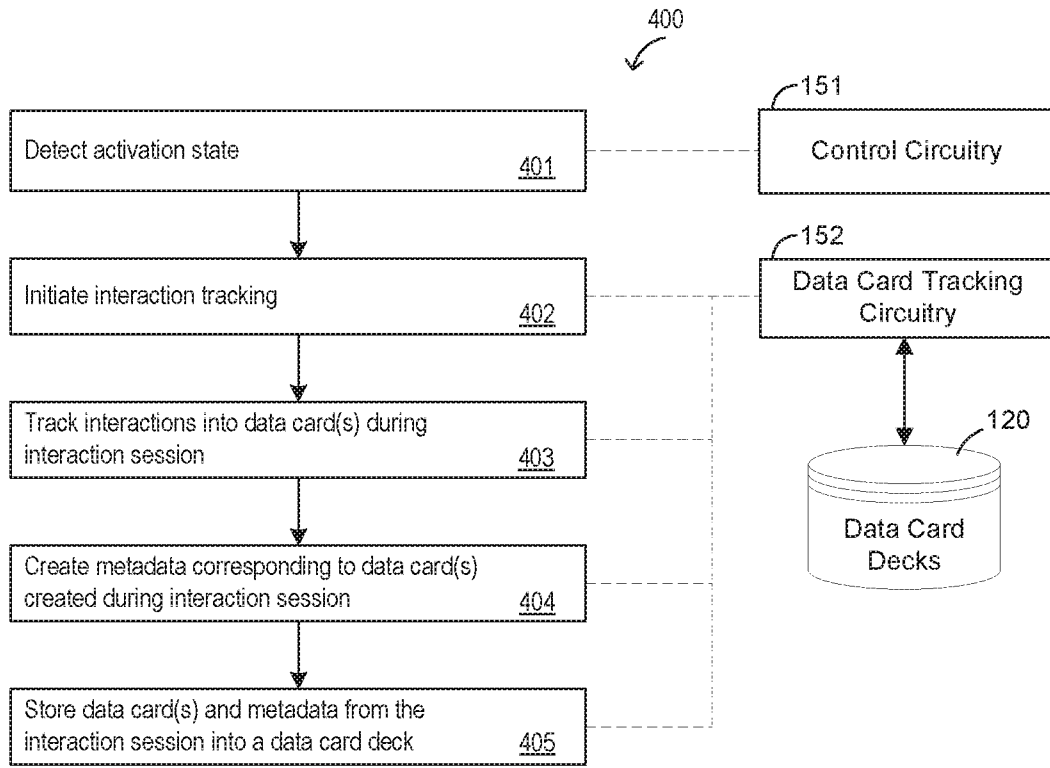 400
Detect activation state
401
151
Control Circuitry
Initiate interaction tracking
402
152
Data Card Tracking
Circuitry
Track interactions into data card(s) during
interaction session
403
120
Data Card
Decks
Create metadata corresponding to data card(s)
created during interaction session
404
Store data card(s) and metadata from the
interaction session into a data card deck
405